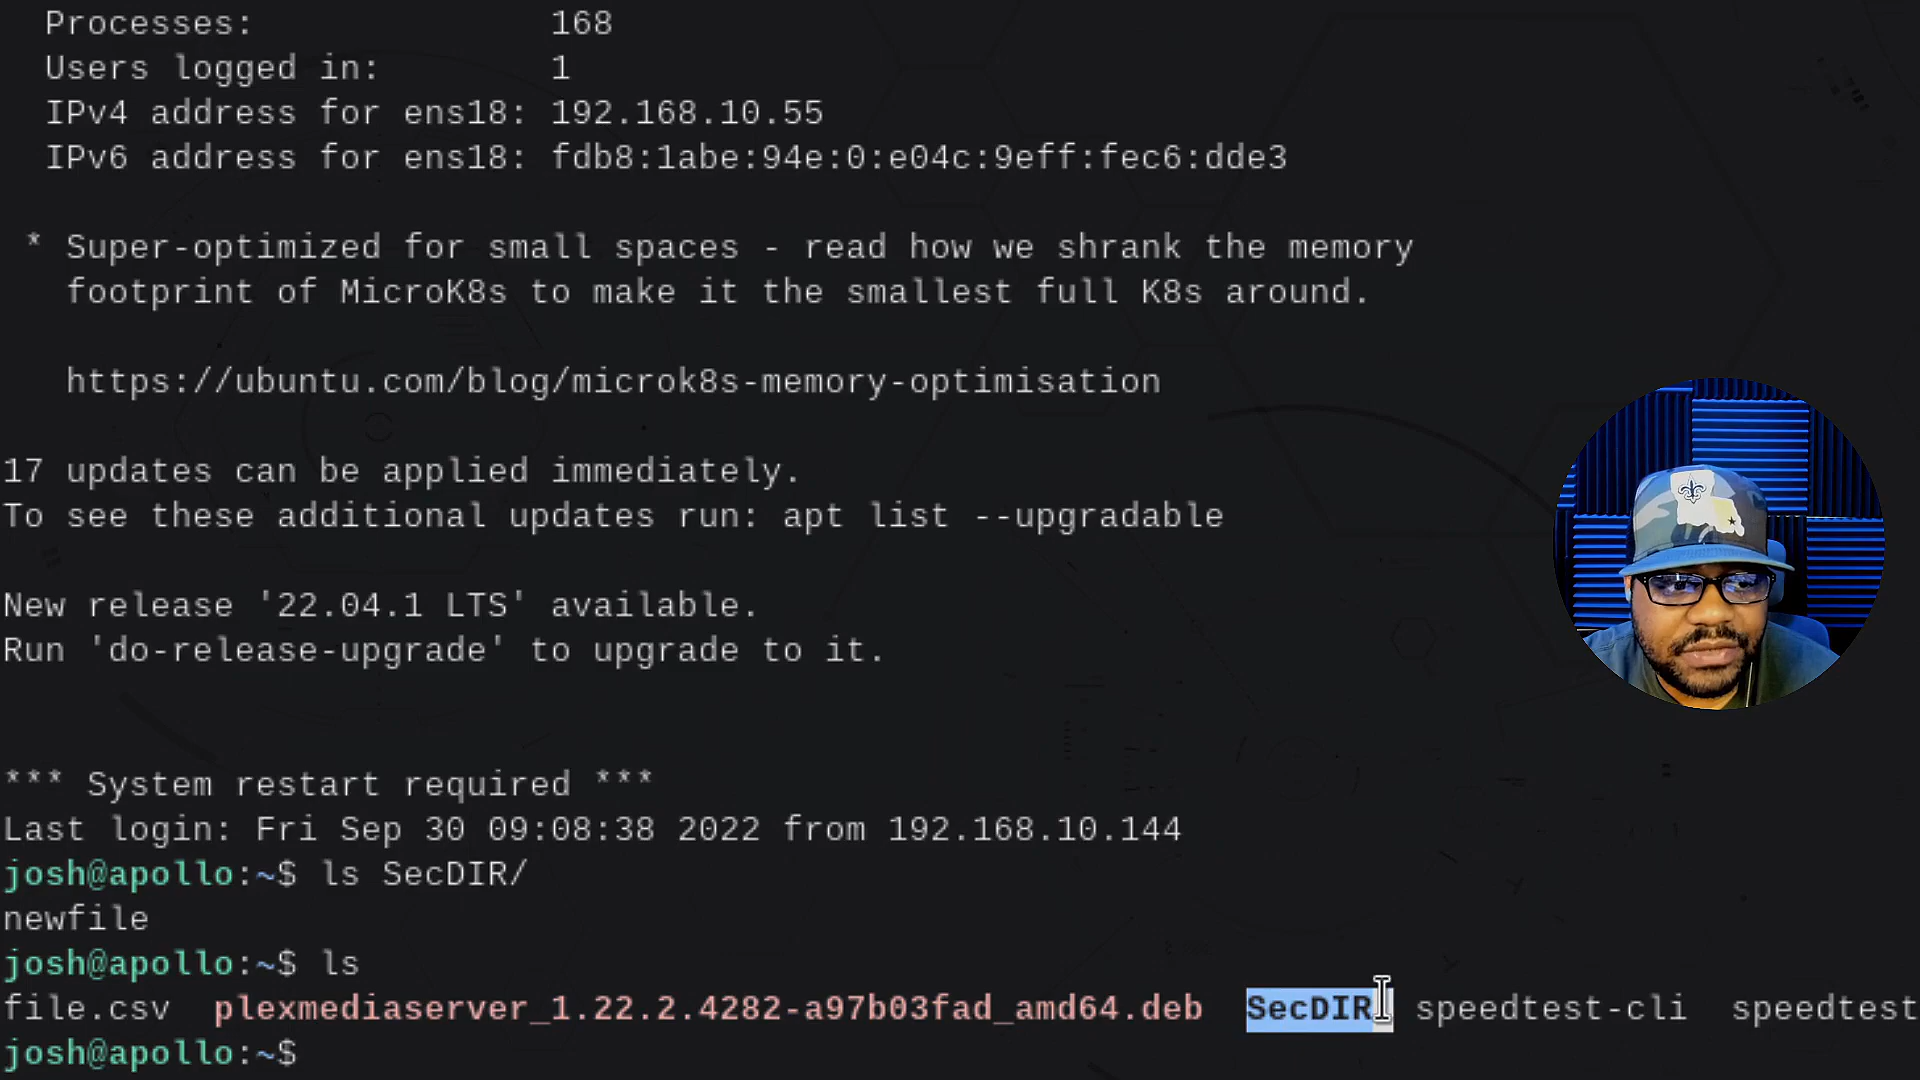 Processes: 168
Users logged in: 1
IPv4 address for ens18: 192.168.10.55
IPv6 address for ens18: fdb8:1abe:94e:0:e04c:9eff:fec6:dde3
* Super-optimized for small spaces - read how we shrank the memory
footprint of MicroK8s to make it the smallest full K8s around.
https://ubuntu.com/blog/microk8s-memory-optimisation
17 updates can be applied immediately.
To see these additional updates run: apt list --upgradable
New release '22.04.1 LTS' available.
Run 'do-release-upgrade' to upgrade to it.
*** System restart required ***
Last login: Fri Sep 30 09:08:38 2022 from 192.168.10.144
josh@apollo:~$ ls SecDIR/
newfile
josh@apollo:~$ ls
file.csv plexmediaserver_1.22.2.4282-a97b03fad_amd64.deb SecDIR speedtest-cli speedtest
josh@apollo:~$